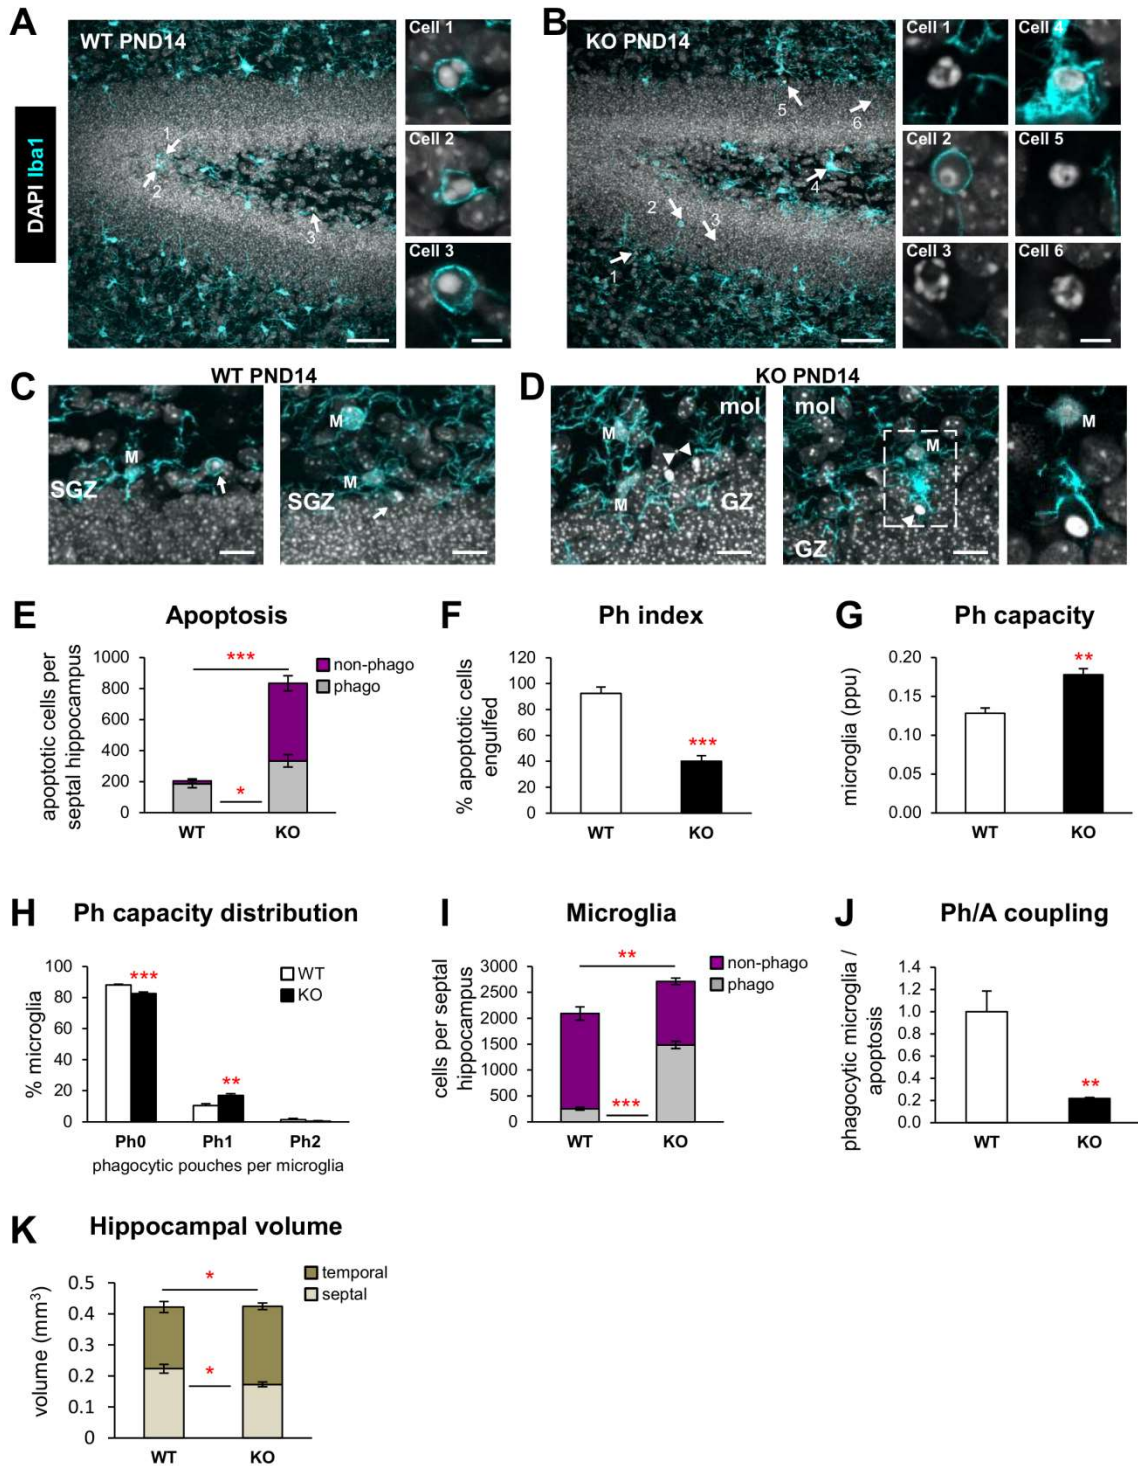 A
WT PND14
1
2
3
Cell 1
Cell 2
Cell 3
B
KO PND14
5
6
4
2
3
1
Cell 1
Cell 4
Cell 2
Cell 5
Cell 3
Cell 6
DAPI Iba1
C
WT PND14
M
SGZ
M
M
SGZ
D
KO PND14
mol
M
M
GZ
mol
M
GZ
M
E
Apoptosis
apoptotic cells per
septal hippocampus
1000
800
600
400
200
0
***
*
WT
KO
non-phago
phago
F
Ph index
% apoptotic cells
engulfed
120
100
80
60
40
20
0
***
WT
KO
G
Ph capacity
microglia (ppu)
0.20
0.15
0.10
0.05
0.00
**
WT
KO
H
Ph capacity distribution
% microglia
100
80
60
40
20
0
***
**
WT
KO
Ph0
Ph1
Ph2
phagocytic pouches per microglia
I
Microglia
cells per septal
hippocampus
3000
2500
2000
1500
1000
500
0
**
***
WT
KO
non-phago
phago
J
Ph/A coupling
phagocytic microglia /
apoptosis
1.4
1.2
1.0
0.8
0.6
0.4
0.2
0.0
**
WT
KO
K
Hippocampal volume
volume (mm³)
0.5
0.4
0.3
0.2
0.1
0
*
*
WT
KO
temporal
septal